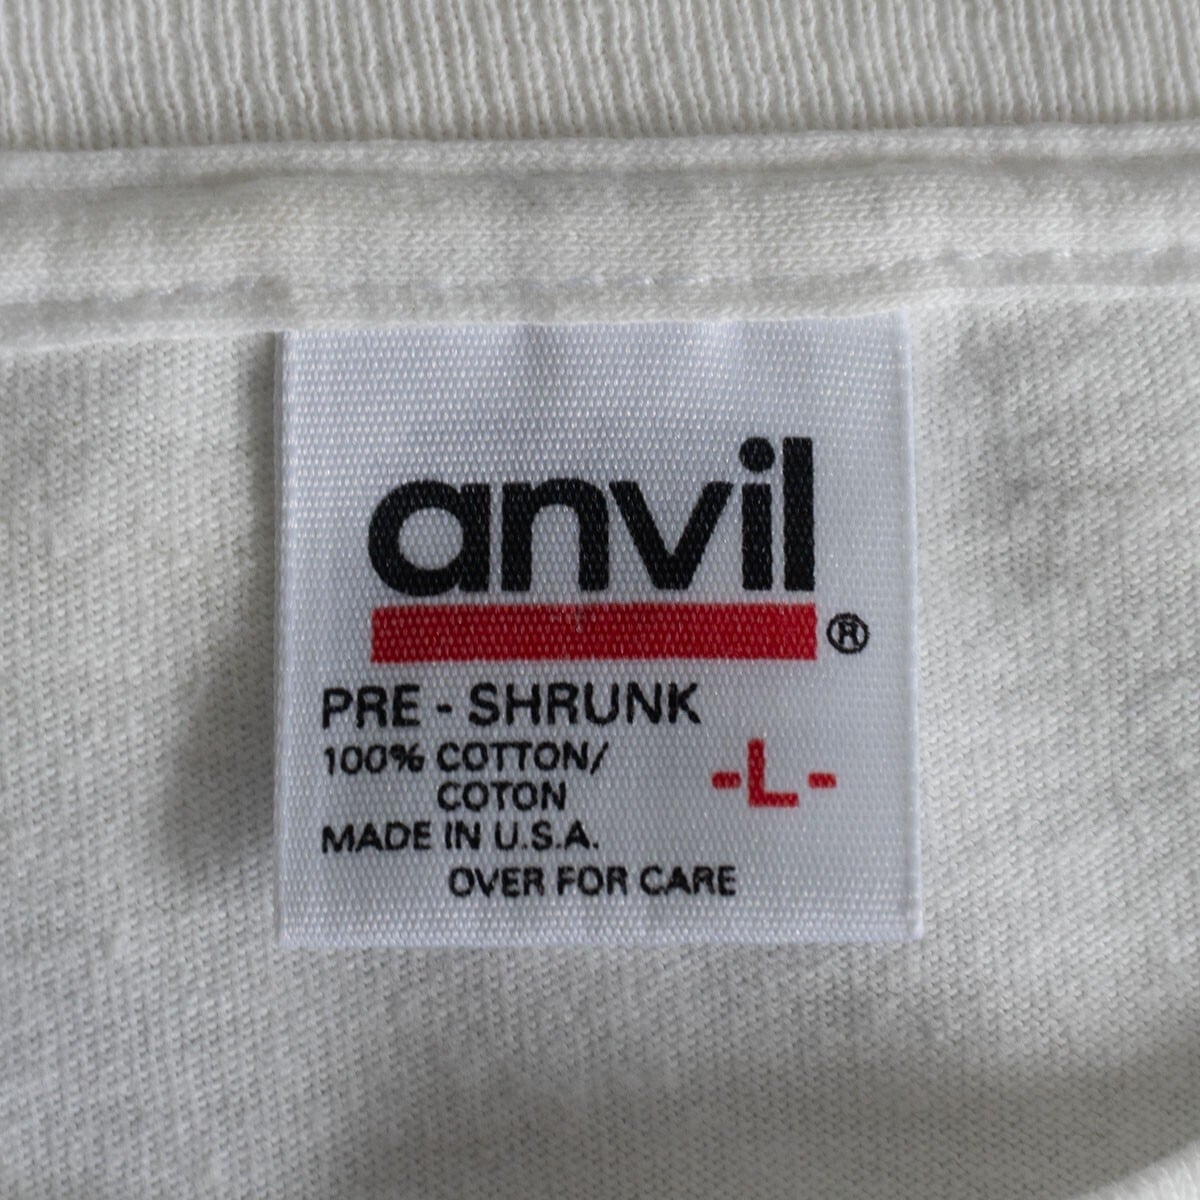 anvil
®
PRE - SHRUNK
100% COTTON/
COTON
-L-
MADE IN U.S.A.
OVER FOR CARE